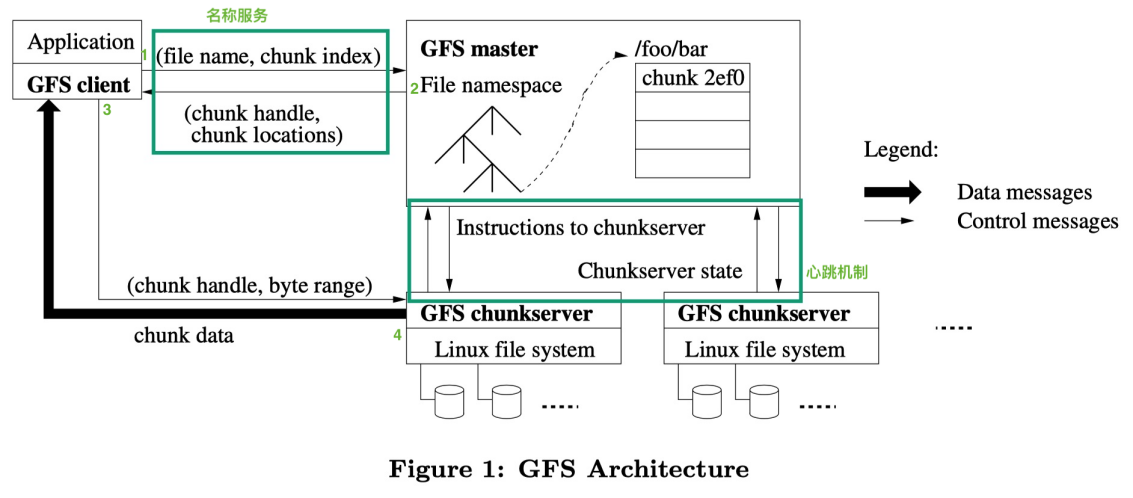 名称服务
Application
GFS client
1
(file name, chunk index)
GFS master
/foo/bar
2
File namespace
chunk 2ef0
3
(chunk handle,
chunk locations)
Legend:
Data messages
Control messages
Instructions to chunkserver
Chunkserver state
心跳机制
(chunk handle, byte range)
chunk data
4
GFS chunkserver
GFS chunkserver
Linux file system
Linux file system
Figure 1: GFS Architecture